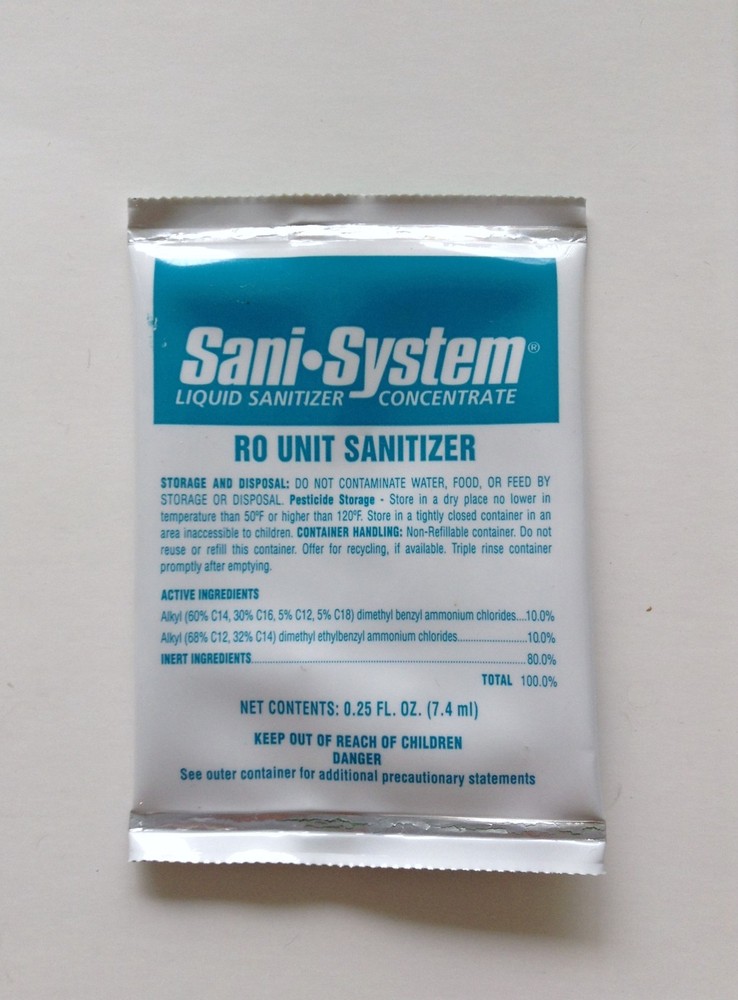 Sani•System®
LIQUID SANITIZER CONCENTRATE
RO UNIT SANITIZER
STORAGE AND DISPOSAL: DO NOT CONTAMINATE WATER, FOOD, OR FEED BY
STORAGE OR DISPOSAL. Pesticide Storage - Store in a dry place no lower in
temperature than 50°F or higher than 120°F. Store in a tightly closed container in an
area inaccessible to children. CONTAINER HANDLING: Non-Refillable container. Do not
reuse or refill this container. Offer for recycling, if available. Triple rinse container
promptly after emptying.
ACTIVE INGREDIENTS
Alkyl (60% C14, 30% C16, 5% C12, 5% C18) dimethyl benzyl ammonium chlorides....10.0%
Alkyl (68% C12, 32% C14) dimethyl ethylbenzyl ammonium chlorides....................10.0%
INERT INGREDIENTS................................................................................80.0%
TOTAL 100.0%
NET CONTENTS: 0.25 FL. OZ. (7.4 ml)
KEEP OUT OF REACH OF CHILDREN
DANGER
See outer container for additional precautionary statements